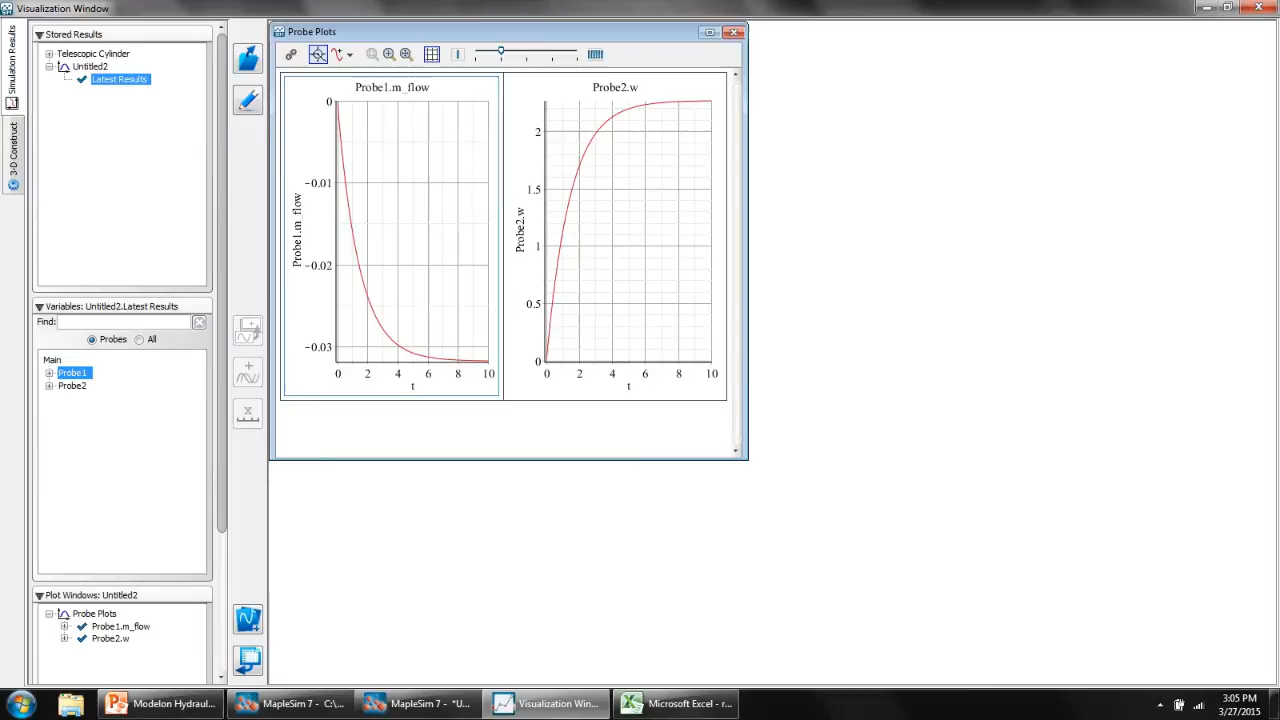 Visualization Window
Simulation Results
3-D Construct
Stored Results
Telescopic Cylinder
Untitled2
Latest Results
Variables: Untitled2.Latest Results
Find:
Probes
All
Main
Probe1
Probe2
Plot Windows: Untitled2
Probe Plots
Probe1.m_flow
Probe2.w
Probe Plots
Probe1.m_flow
0
−0.01
−0.02
−0.03
Probe1.m_flow
0 2 4 6 8 10
t
Probe2.w
2
1.5
1
0.5
0
Probe2.w
0 2 4 6 8 10
t
Modelon Hydraul...
MapleSim 7 - C:\...
MapleSim 7 - *U...
Visualization Win...
Microsoft Excel - r...
3:05 PM
3/27/2015